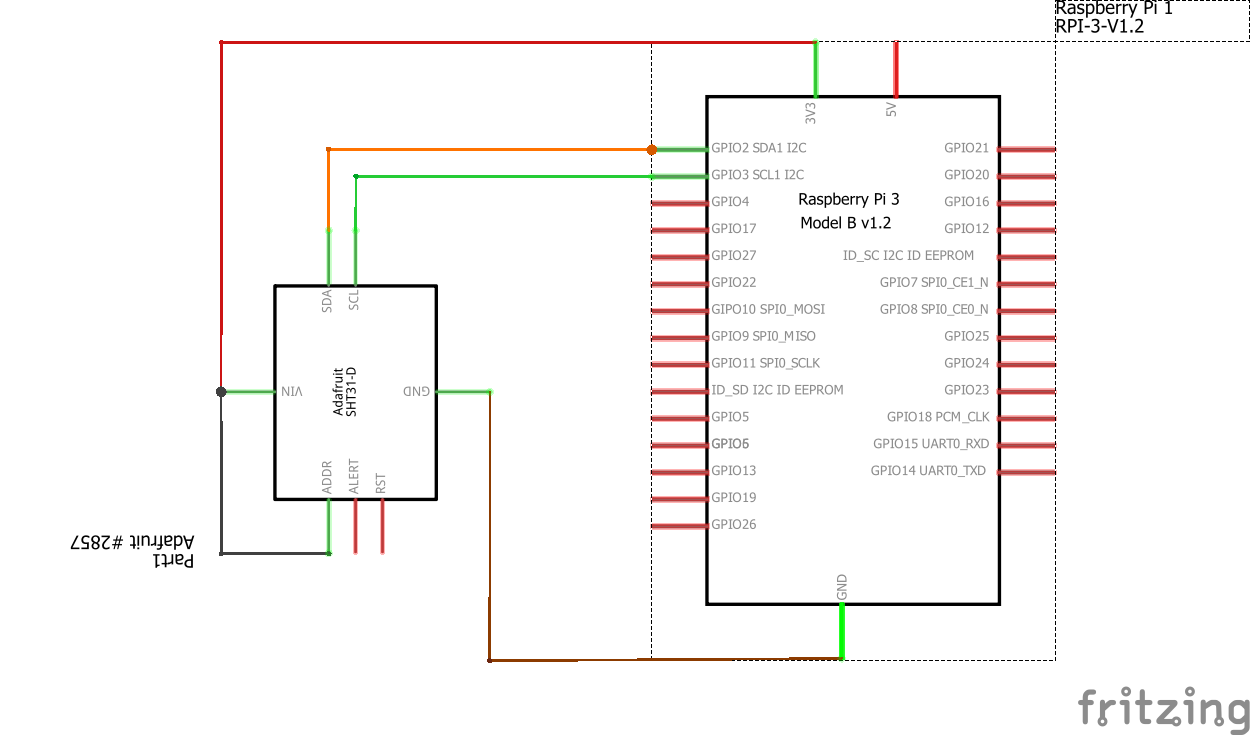 Raspberry Pi 1
RPI-3-V1.2
3V3
5V
GPIO2 SDA1 I2C
GPIO21
GPIO3 SCL1 I2C
GPIO20
GPIO4
Raspberry Pi 3
GPIO16
GPIO17
Model B v1.2
GPIO12
GPIO27
ID_SC I2C ID EEPROM
GPIO22
GPIO7 SPI0_CE1_N
GIPO10 SPI0_MOSI
GPIO8 SPI0_CE0_N
GPIO9 SPI0_MISO
GPIO25
GPIO11 SPI0_SCLK
GPIO24
ID_SD I2C ID EEPROM
GPIO23
GPIO5
GPIO18 PCM_CLK
GPIO6
GPIO15 UART0_RXD
GPIO13
GPIO14 UART0_TXD
GPIO19
GPIO26
GND
SDA
SCL
VIN
Adafruit
SHT31-D
GND
ADDR
ALERT
RST
Part1
Adafruit #2857
fritzing